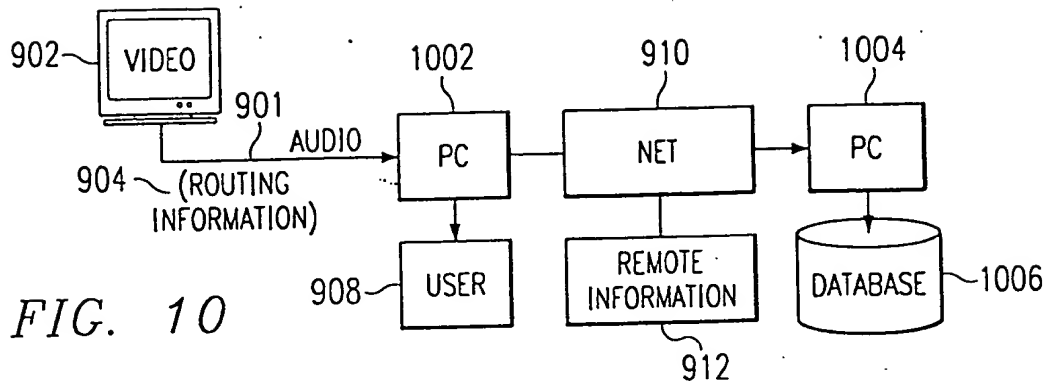 902
VIDEO
901
AUDIO
904
(ROUTING
INFORMATION)
1002
PC
908
USER
910
NET
REMOTE
INFORMATION
912
1004
PC
DATABASE
1006
FIG. 10